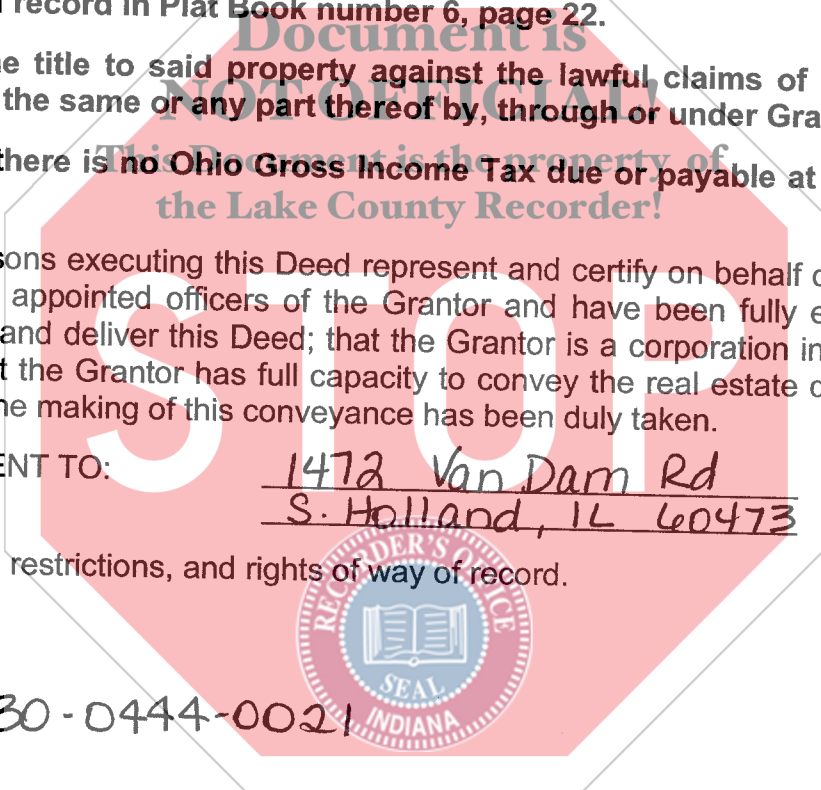 record in Plat Book number 6, page 22.
Document is
e title to said property against the lawful claims of
NOT OFFICIAL!
the same or any part thereof by, through or under Gra
This Document is the property of
there is no Ohio Gross Income Tax due or payable at
the Lake County Recorder!
sons executing this Deed represent and certify on behalf o
appointed officers of the Grantor and have been fully e
and deliver this Deed; that the Grantor is a corporation in
t the Grantor has full capacity to convey the real estate d
he making of this conveyance has been duly taken.
STOP
ENT TO: 1472 Van Dam Rd
S. Holland, IL 60473
restrictions, and rights of way of record.
RECORDER'S OFFICE
SEAL
INDIANA
30-0444-0021